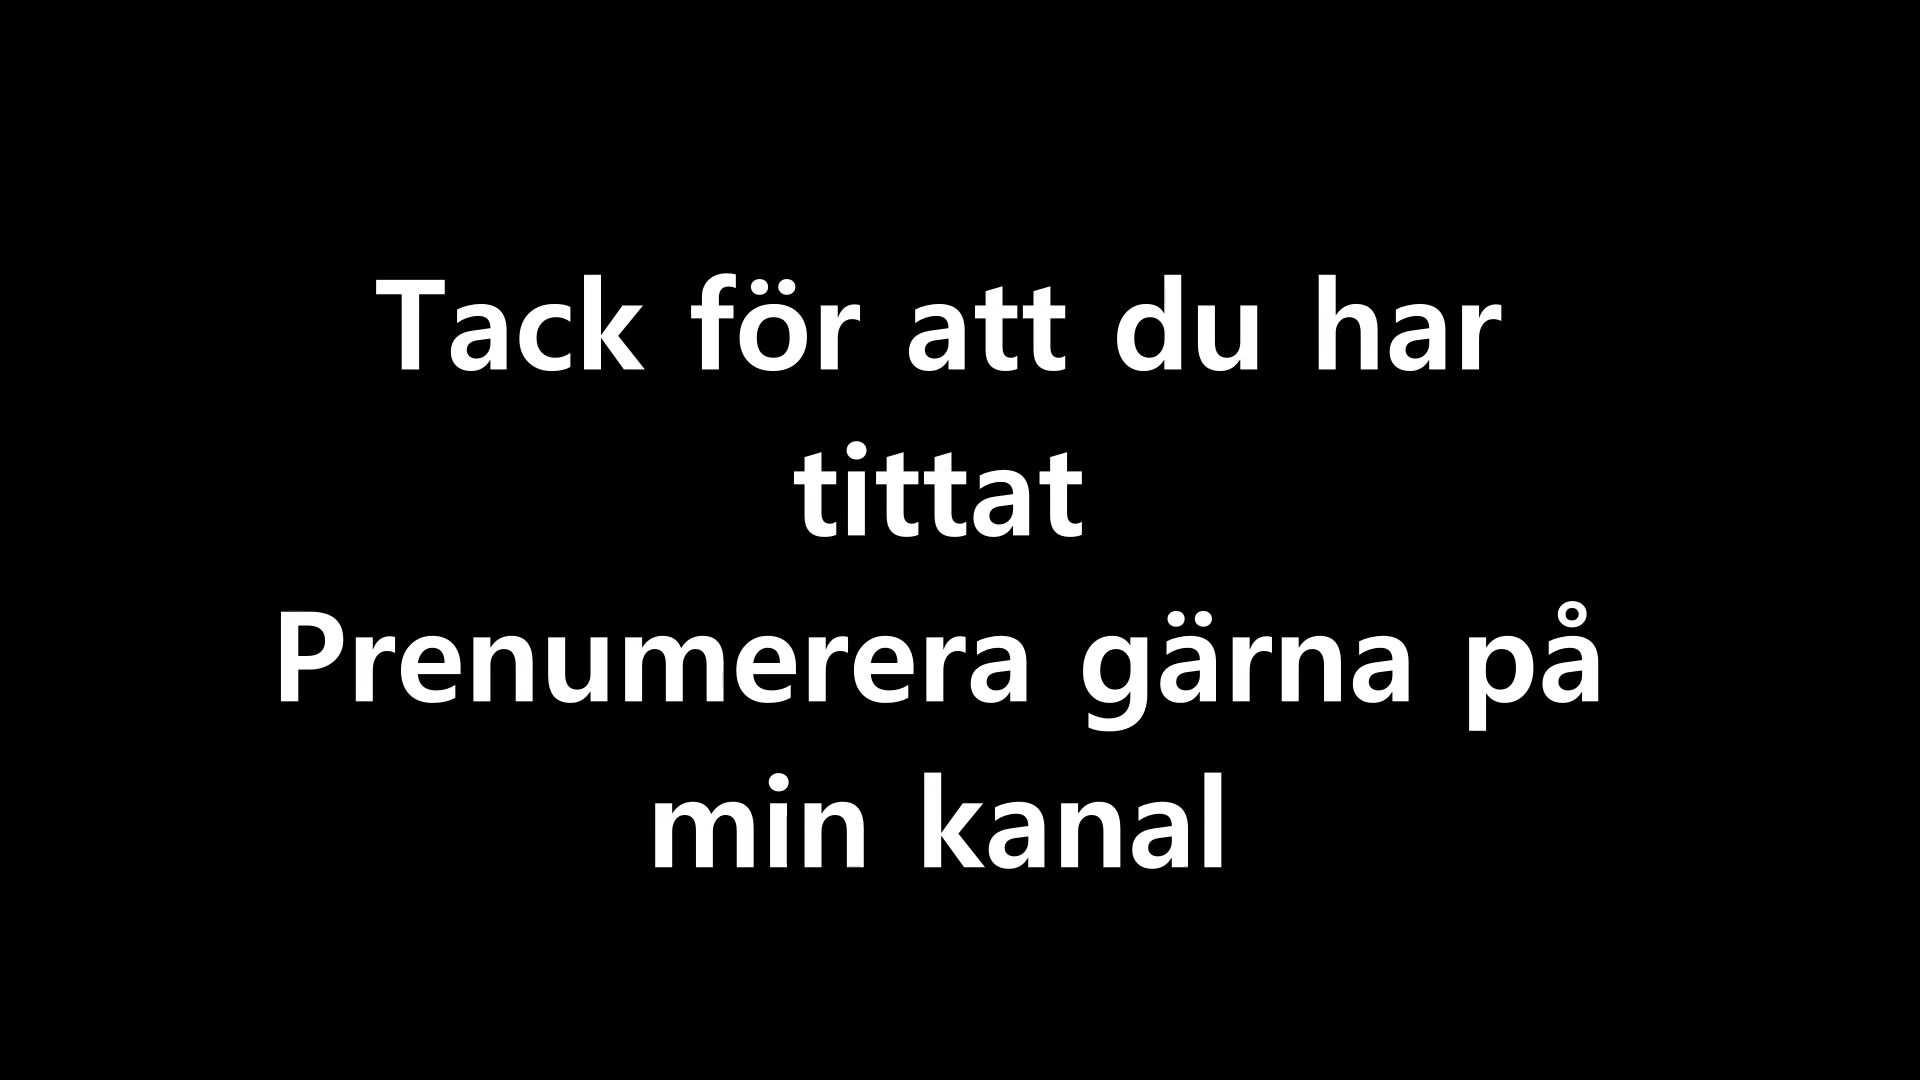 Tack för att du har
tittat
Prenumerera gärna på
min kanal